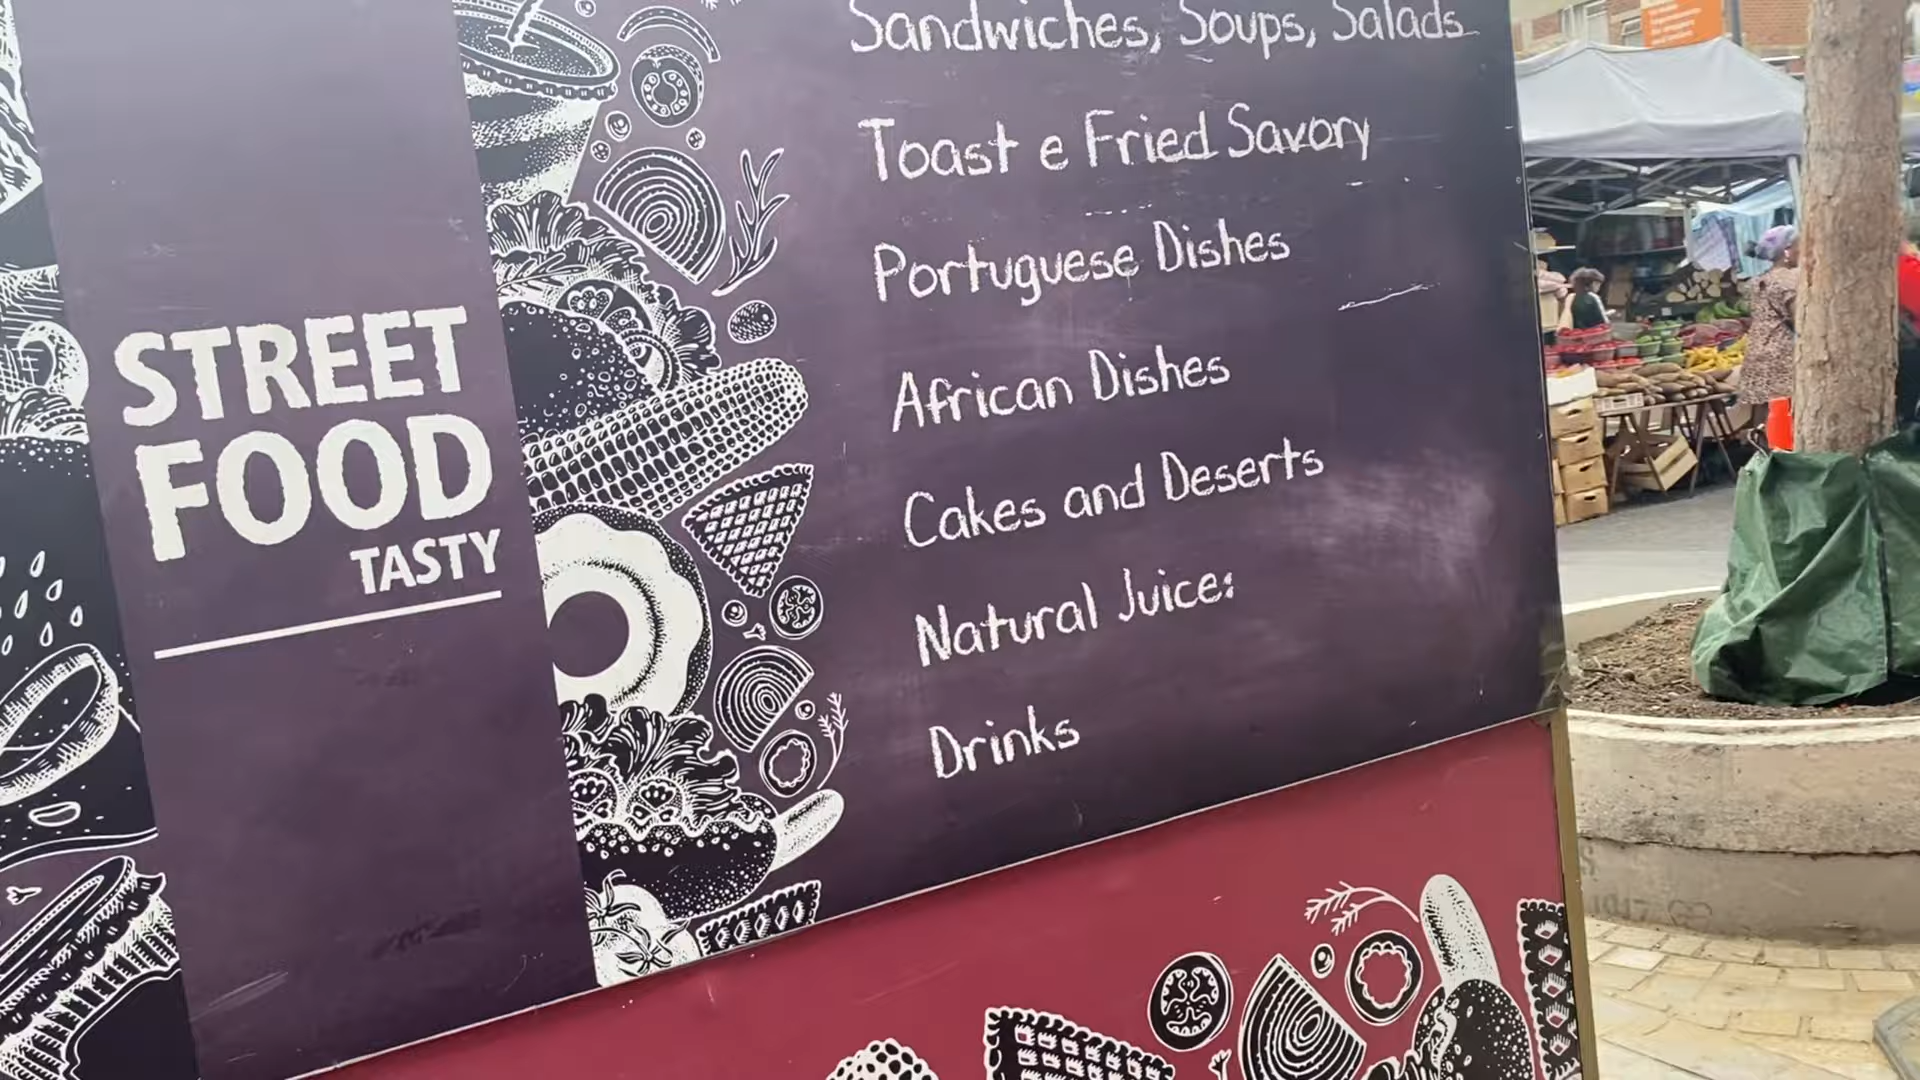 STREET
FOOD
TASTY
Sandwiches, Soups, Salads
Toast e Fried Savory
Portuguese Dishes
African Dishes
Cakes and Deserts
Natural Juice:
Drinks